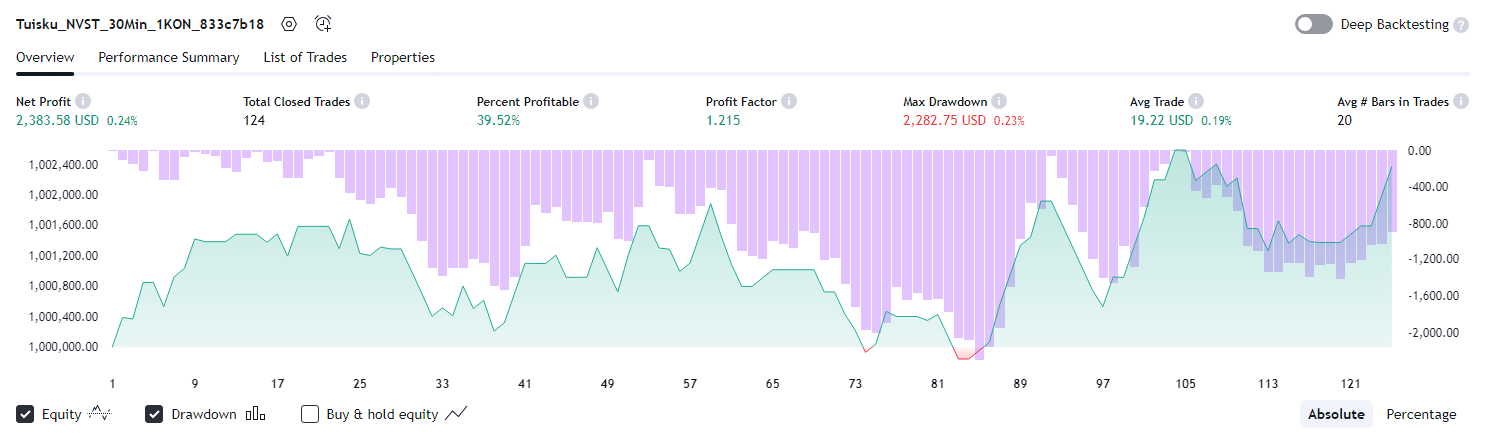 Tuisku_NVST_30Min_1KON_833c7b18
Deep Backtesting ?
Overview Performance Summary List of Trades Properties
Net Profit i Total Closed Trades i Percent Profitable i Profit Factor i Max Drawdown i Avg Trade i Avg # Bars in Trades i
2,383.58 USD 0.24% 124 39.52% 1.215 2,282.75 USD 0.23% 19.22 USD 0.19% 20
1,002,400.00 0.00
1,002,000.00 -400.00
1,001,600.00 -800.00
1,001,200.00 -1,200.00
1,000,800.00 -1,600.00
1,000,400.00 -2,000.00
1,000,000.00
1 9 17 25 33 41 49 57 65 73 81 89 97 105 113 121
Equity Drawdown Buy & hold equity Absolute Percentage